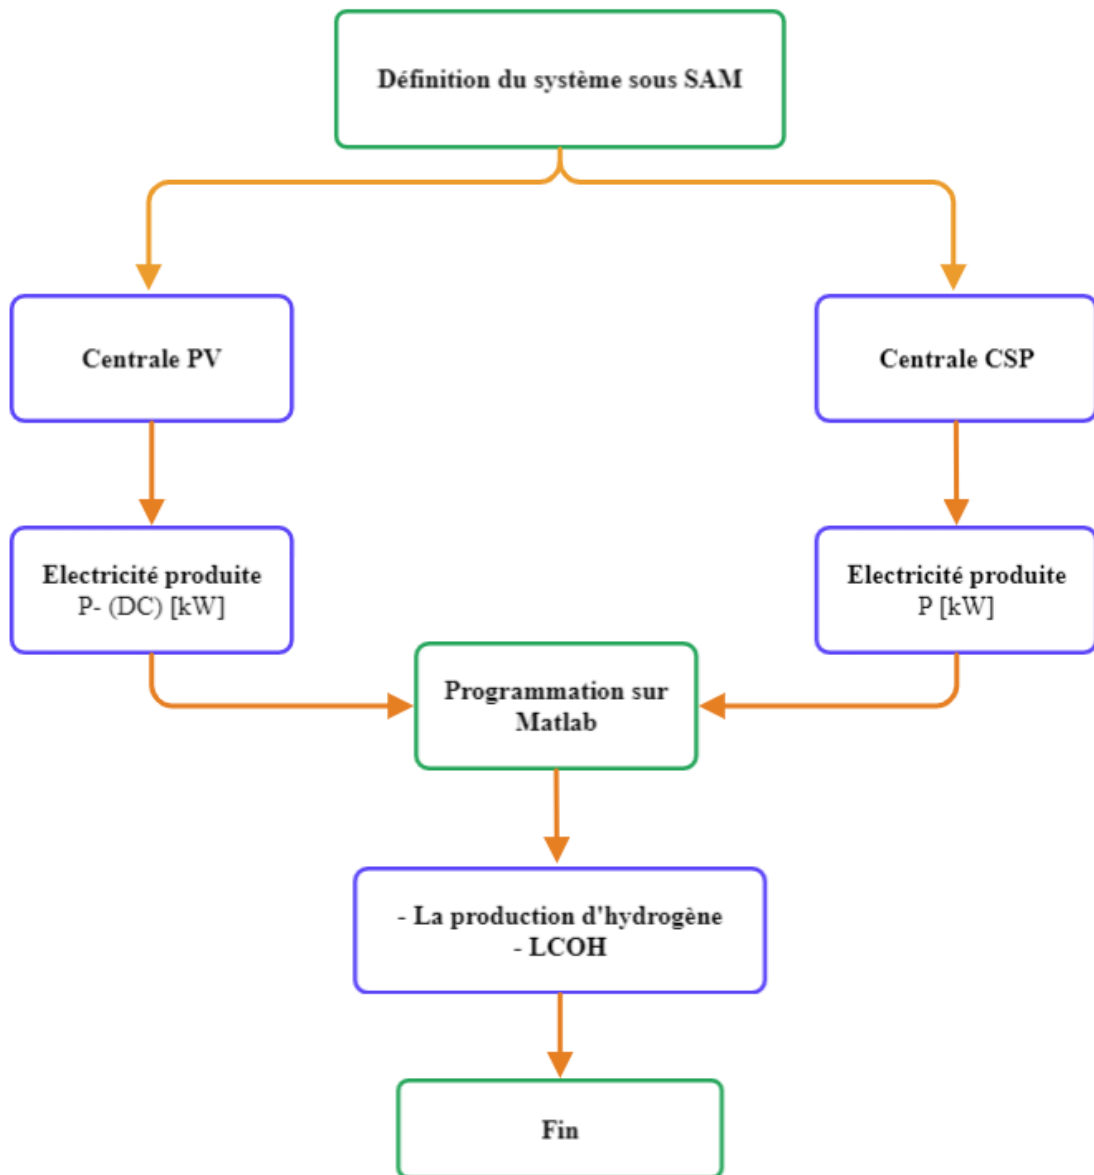 Définition du système sous SAM
Centrale PV
Centrale CSP
Electricité produite
P- (DC) [kW]
Electricité produite
P [kW]
Programmation sur
Matlab
- La production d'hydrogène
- LCOH
Fin